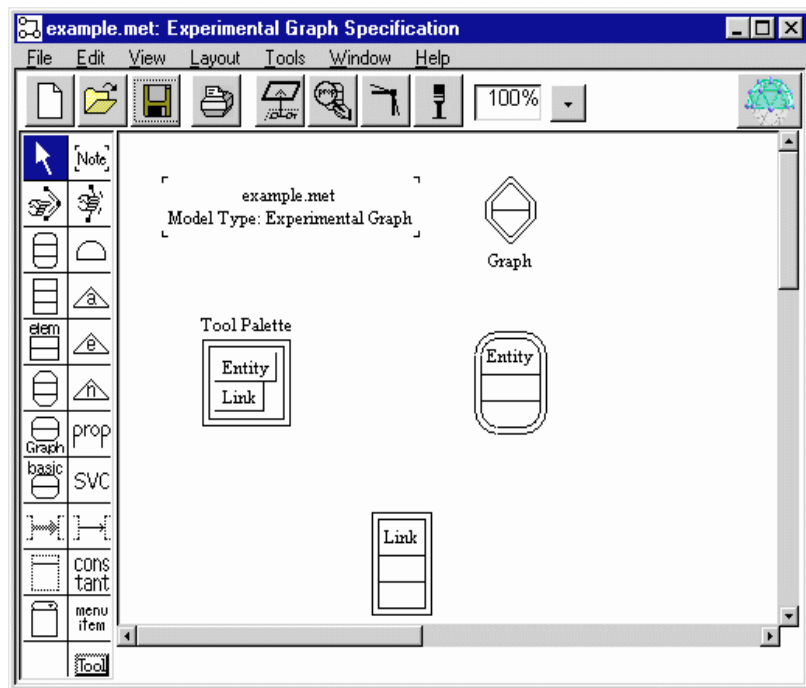 example.met: Experimental Graph Specification
File Edit View Layout Tools Window Help
prop
100%
Note
example.met
Model Type: Experimental Graph
Graph
a
elem
e
Tool Palette
Entity
Link
Entity
n
Graph
prop
basic
SVC
Link
cons
tant
menu
item
Tool